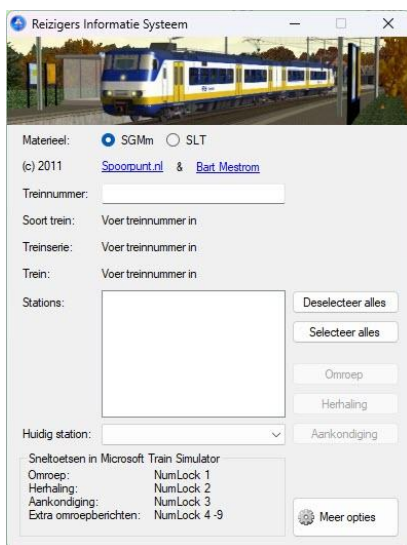 Reizigers Informatie Systeem
Materieel: SGMm SLT
(c) 2011 Spoorpunt.nl & Bart Mestrom
Treinnummer:
Soort trein: Voer treinnummer in
Treinserie: Voer treinnummer in
Trein: Voer treinnummer in
Stations: Deselecteer alles
Selecteer alles
Omroep
Herhaling
Huidig station: Aankondiging
Sneltoetsen in Microsoft Train Simulator
Omroep: NumLock 1
Herhaling: NumLock 2
Aankondiging: NumLock 3
Extra omroepberichten: NumLock 4 -9
Meer opties